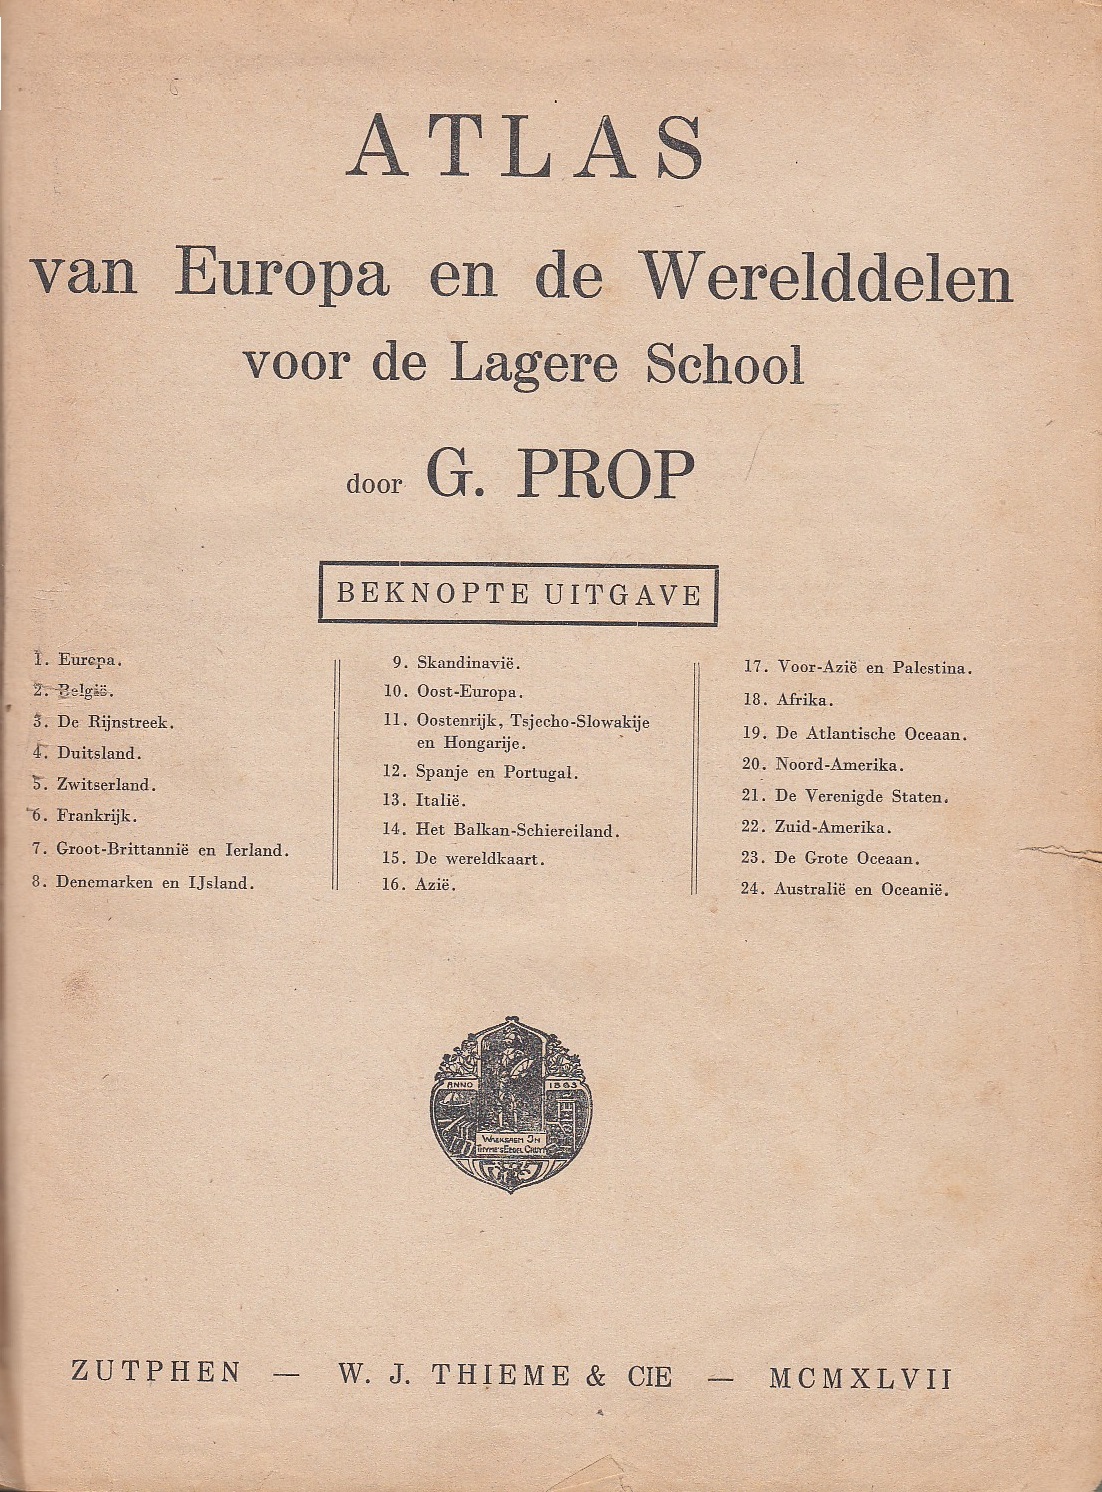 ATLAS
van Europa en de Werelddelen
voor de Lagere School
door G. PROP
BEKNOPTE UITGAVE
1. Europa.
2. België.
3. De Rijnstreek.
4. Duitsland.
5. Zwitserland.
6. Frankrijk.
7. Groot-Brittannië en Ierland.
8. Denemarken en IJsland.
9. Skandinavië.
10. Oost-Europa.
11. Oostenrijk, Tsjecho-Slowakije
en Hongarije.
12. Spanje en Portugal.
13. Italië.
14. Het Balkan-Schiereiland.
15. De wereldkaart.
16. Azië.
17. Voor-Azië en Palestina.
18. Afrika.
19. De Atlantische Oceaan.
20. Noord-Amerika.
21. De Verenigde Staten.
22. Zuid-Amerika.
23. De Grote Oceaan.
24. Australië en Oceanië.
ANNO 1863
ZUTPHEN — W. J. THIEME & CIE — MCMXLVII